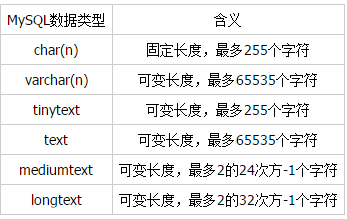 MySQL数据类型 含义
char(n) 固定长度，最多255个字符
varchar(n) 可变长度，最多65535个字符
tinytext 可变长度，最多255个字符
text 可变长度，最多65535个字符
mediumtext 可变长度，最多2的24次方-1个字符
longtext 可变长度，最多2的32次方-1个字符